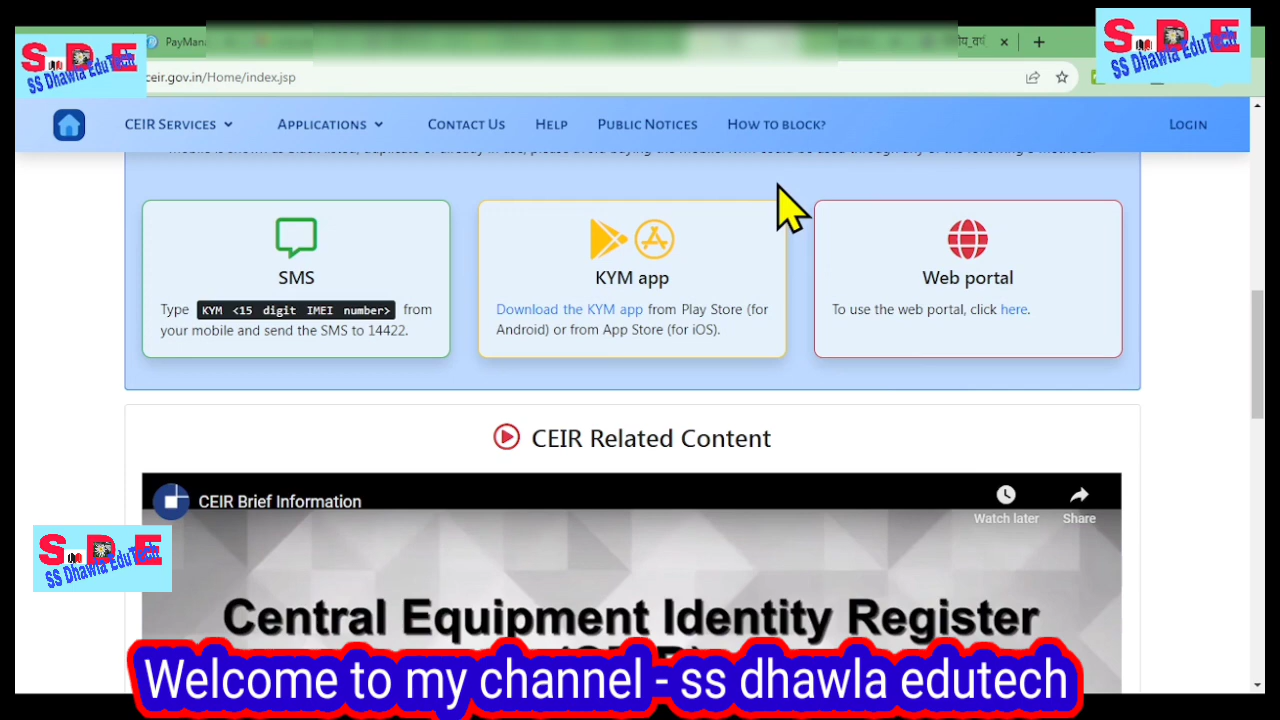 S DE
SS Dhawla EduTech
PayMana
य_वर्ष
S DE
SS Dhawla EduTech
ceir.gov.in/Home/index.jsp
CEIR Services
Applications
Contact Us
Help
Public Notices
How to block?
Login
SMS
Type KYM <15 digit IMEI number> from
your mobile and send the SMS to 14422.
KYM app
Download the KYM app from Play Store (for
Android) or from App Store (for iOS).
Web portal
To use the web portal, click here.
CEIR Related Content
CEIR Brief Information
Watch later
Share
S DE
SS Dhawla EduTech
Central Equipment Identity Register
Welcome to my channel - ss dhawla edutech